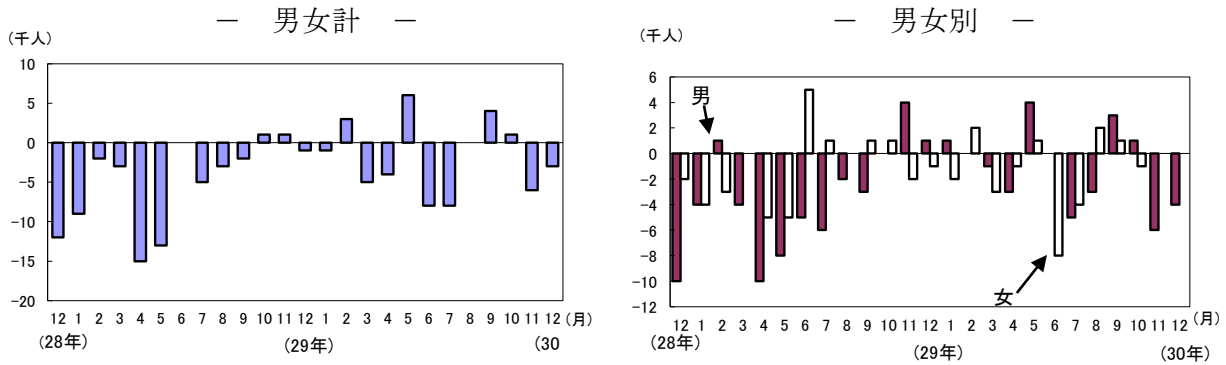 － 男女計 －
(千人)
10
5
0
−5
−10
−15
−20
12 1 2 3 4 5 6 7 8 9 10 11 12 1 2 3 4 5 6 7 8 9 10 11 12 (月)
(28年) (29年) (30
－ 男女別 －
(千人)
6
4
2
0
−2
−4
−6
−8
−10
−12
男
女
12 1 2 3 4 5 6 7 8 9 10 11 12 1 2 3 4 5 6 7 8 9 10 11 12 (月)
(28年) (29年) (30年)